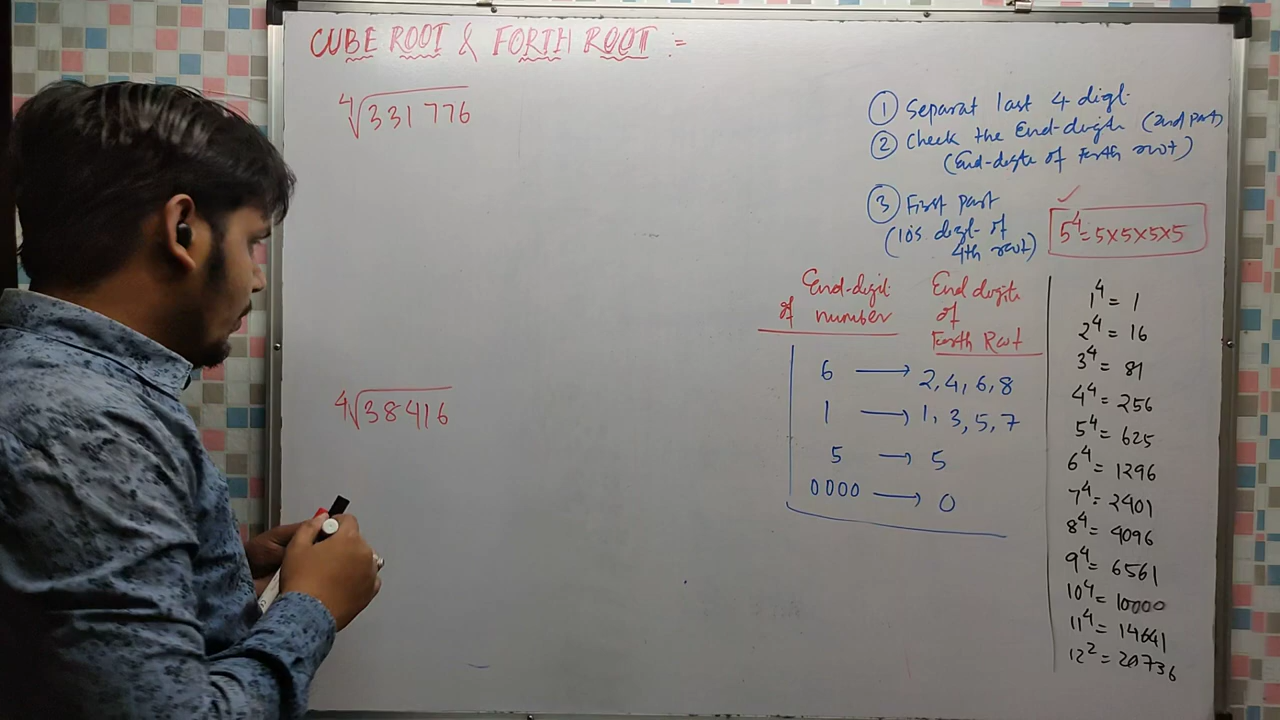 CUBE ROOT & FORTH ROOT :-
4√331776
① Separat last 4 digit.
② Check the End-digit (2nd part)
(End-digite of Forth root)
③ First part
(10's digit of
4th root)
5⁴=5×5×5×5
End-digit
of number
End digite
of
Forth Root
6 → 2,4,6,8
1 → 1,3,5,7
5 → 5
0000 → 0
1⁴ = 1
2⁴ = 16
3⁴ = 81
4⁴ = 256
5⁴ = 625
6⁴ = 1296
7⁴ = 2401
8⁴ = 4096
9⁴ = 6561
10⁴ = 10000
11⁴ = 14641
12² = 20736
4√38416